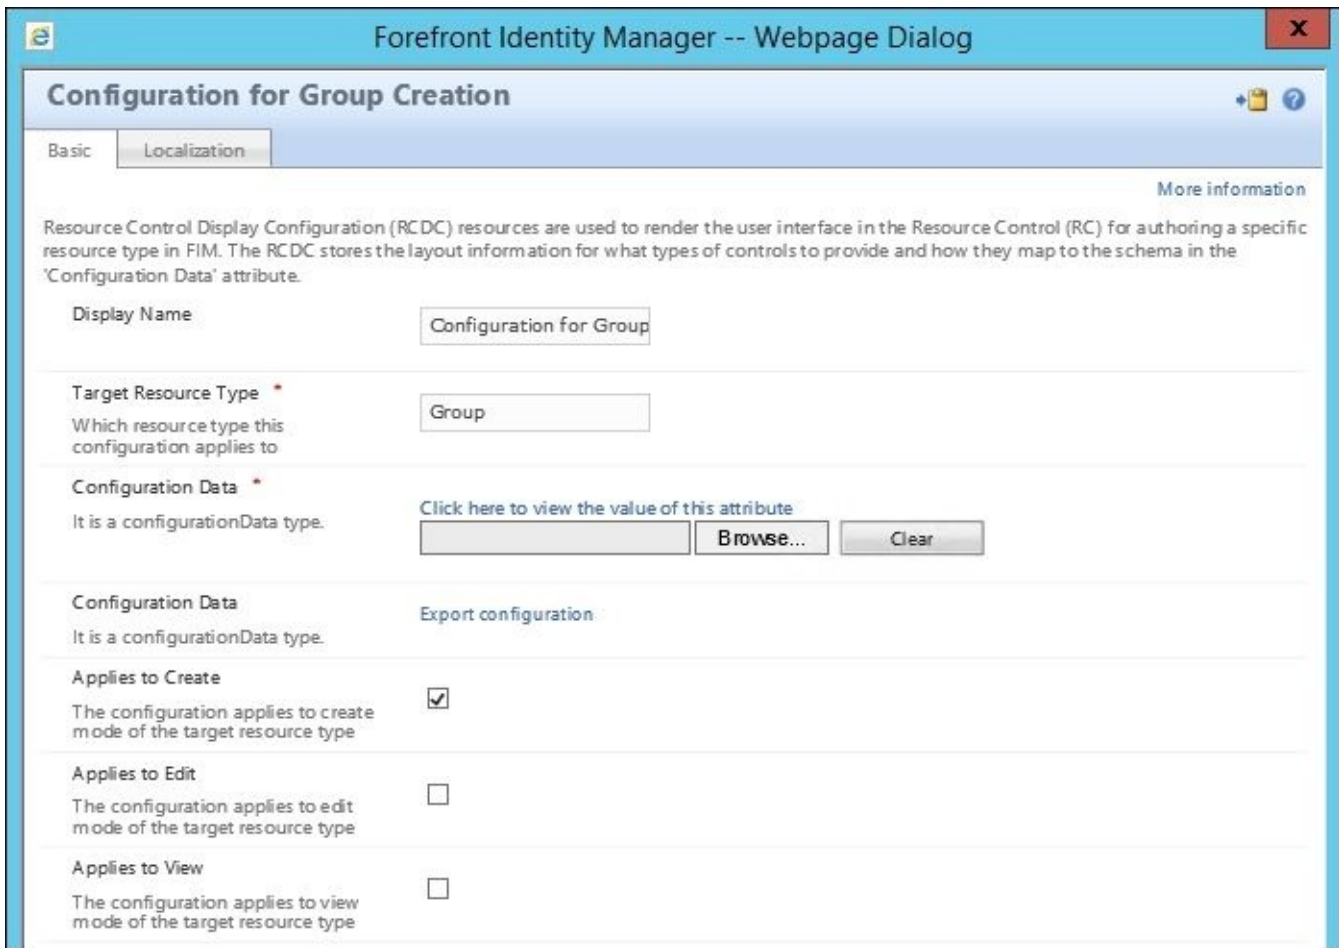 Forefront Identity Manager -- Webpage Dialog
X
Configuration for Group Creation
Basic
Localization
More information
Resource Control Display Configuration (RCDC) resources are used to render the user interface in the Resource Control (RC) for authoring a specific
resource type in FIM. The RCDC stores the layout information for what types of controls to provide and how they map to the schema in the
'Configuration Data' attribute.
Display Name
Configuration for Group
Target Resource Type *
Which resource type this
configuration applies to
Group
Configuration Data *
It is a configurationData type.
Click here to view the value of this attribute
Browse...
Clear
Configuration Data
It is a configurationData type.
Export configuration
Applies to Create
The configuration applies to create
mode of the target resource type
Applies to Edit
The configuration applies to edit
mode of the target resource type
Applies to View
The configuration applies to view
mode of the target resource type